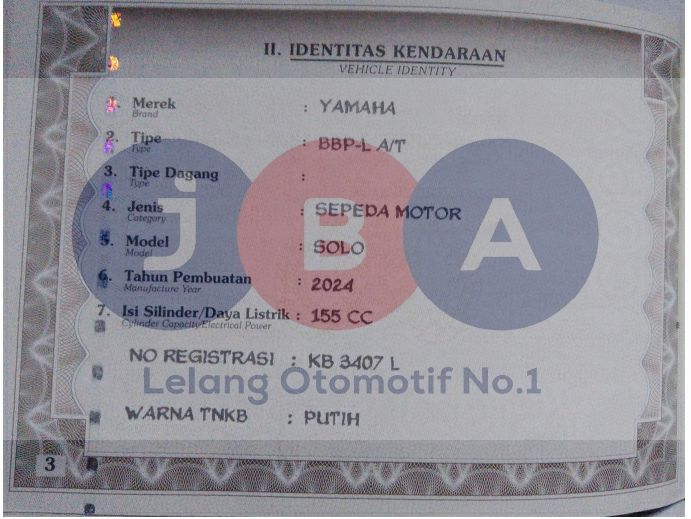 II. IDENTITAS KENDARAAN
VEHICLE IDENTITY
1. Merek : YAMAHA
Brand
2. Tipe : BBP-L A/T
Type
3. Tipe Dagang :
Type
4. Jenis : SEPEDA MOTOR
Category
5. Model : SOLO
Model
6. Tahun Pembuatan : 2024
Manufacture Year
7. Isi Silinder/Daya Listrik : 155 CC
Cylinder Capacity/Electrical Power
NO REGISTRASI : KB 3407 L
WARNA TNKB : PUTIH
3
jBA
Lelang Otomotif No.1